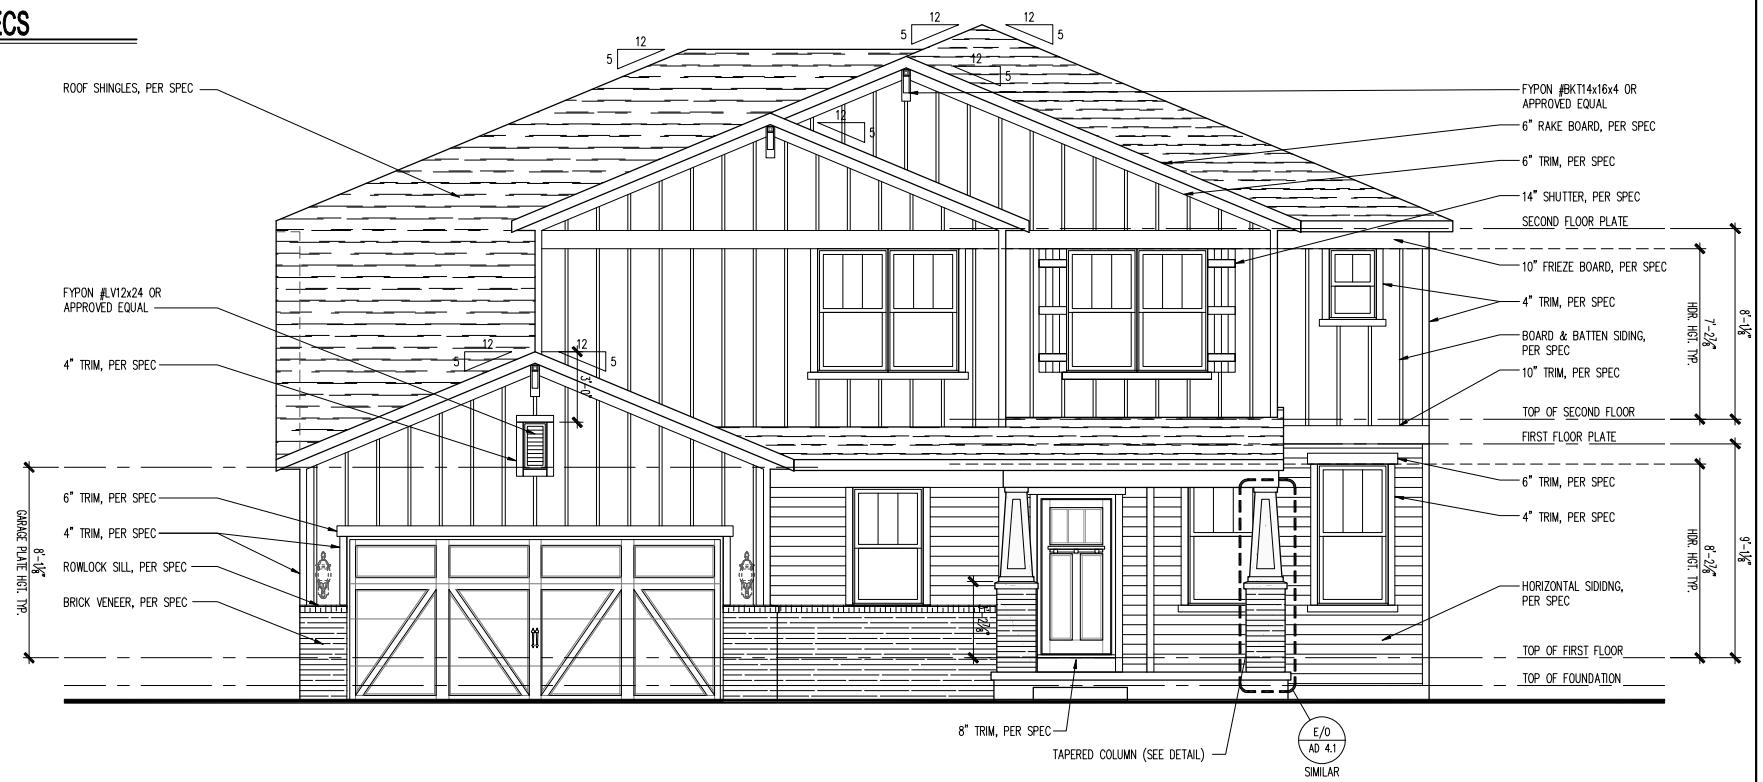 ECS
12
5
12
5
12
5
12
5
12
5
ROOF SHINGLES, PER SPEC
FYPON #LV12x24 OR
APPROVED EQUAL
4" TRIM, PER SPEC
12
5
12
5
3'-0"
6" TRIM, PER SPEC
4" TRIM, PER SPEC
ROWLOCK SILL, PER SPEC
BRICK VENEER, PER SPEC
GARAGE PLATE HGT. TYP.
8'-1⅛"
FYPON #BKT14x16x4 OR
APPROVED EQUAL
6" RAKE BOARD, PER SPEC
6" TRIM, PER SPEC
14" SHUTTER, PER SPEC
SECOND FLOOR PLATE
10" FRIEZE BOARD, PER SPEC
4" TRIM, PER SPEC
BOARD & BATTEN SIDING,
PER SPEC
10" TRIM, PER SPEC
TOP OF SECOND FLOOR
FIRST FLOOR PLATE
6" TRIM, PER SPEC
4" TRIM, PER SPEC
HORIZONTAL SIDIDNG,
PER SPEC
TOP OF FIRST FLOOR
TOP OF FOUNDATION
HDR. HGT. TYP.
7'-2⅞"
8'-1⅛"
HDR. HGT. TYP.
8'-2⅞"
9'-1⅛"
8" TRIM, PER SPEC
TAPERED COLUMN (SEE DETAIL)
E/0
AD 4.1
SIMILAR